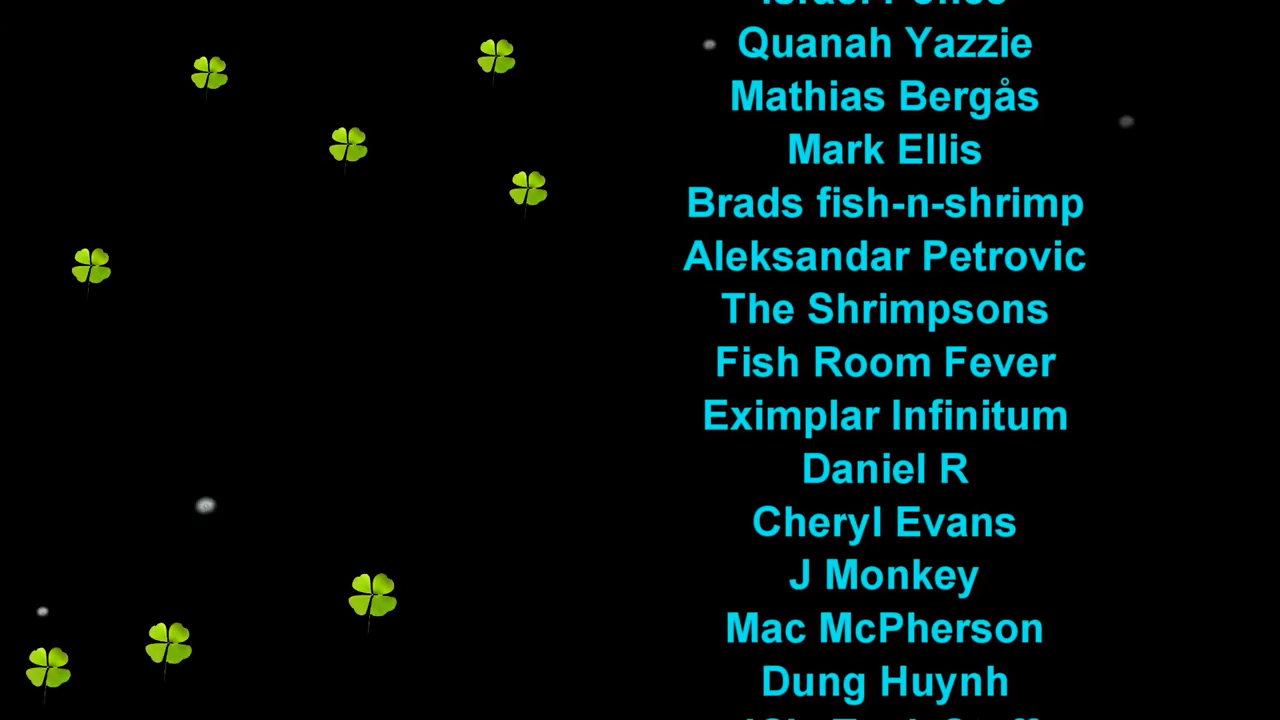 Quanah Yazzie
Mathias Bergås
Mark Ellis
Brads fish-n-shrimp
Aleksandar Petrovic
The Shrimpsons
Fish Room Fever
Eximplar Infinitum
Daniel R
Cheryl Evans
J Monkey
Mac McPherson
Dung Huynh